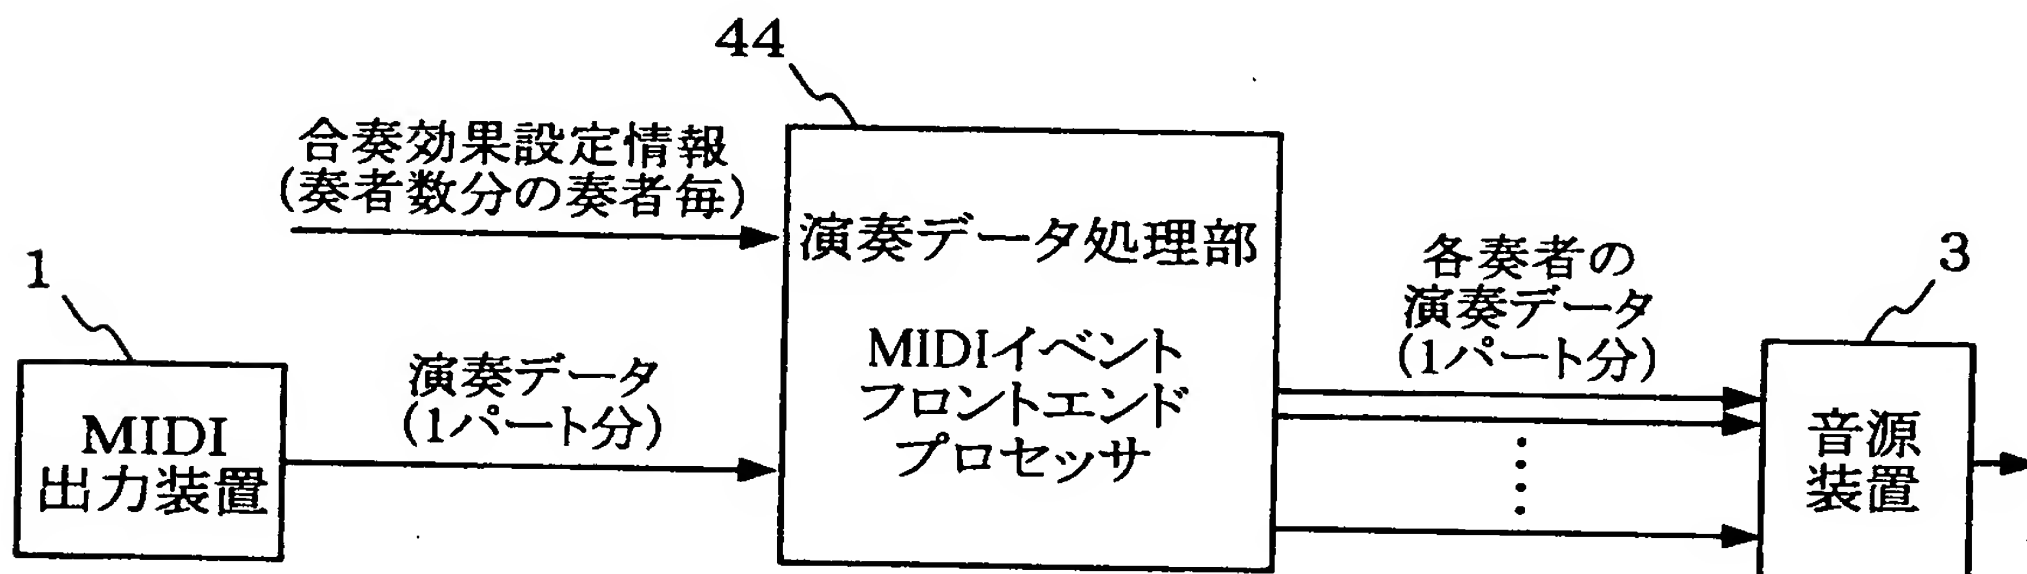 44
合奏効果設定情報
(奏者数分の奏者毎)
演奏データ処理部
MIDIイベント
フロントエンド
プロセッサ
1
MIDI
出力装置
演奏データ
(1パート分)
各奏者の
演奏データ
(1パート分)
3
音源
装置